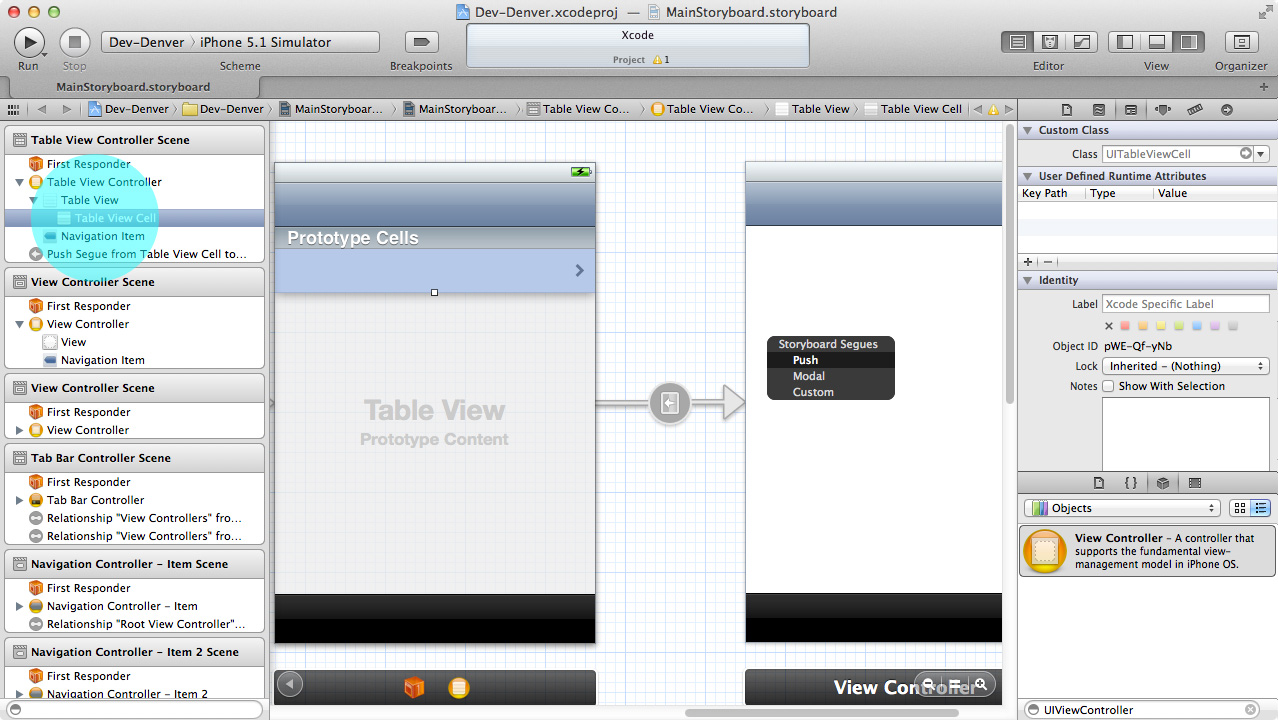 Dev-Denver.xcodeproj — MainStoryboard.storyboard
Run
Stop
Dev-Denver
iPhone 5.1 Simulator
Scheme
Breakpoints
Xcode
Project 1
Editor
View
Organizer
MainStoryboard.storyboard
Dev-Denver
Dev-Denver
MainStoryboar...
MainStoryboar...
Table View Co...
Table View Co...
Table View
Table View Cell
Table View Controller Scene
First Responder
Table View Controller
Table View
Table View Cell
Navigation Item
Push Segue from Table View Cell to...
View Controller Scene
First Responder
View Controller
View
Navigation Item
View Controller Scene
First Responder
View Controller
Tab Bar Controller Scene
First Responder
Tab Bar Controller
Relationship "View Controllers" fro...
Relationship "View Controllers" fro...
Navigation Controller – Item Scene
First Responder
Navigation Controller – Item
Relationship "Root View Controller"...
Navigation Controller – Item 2 Scene
First Responder
Navigation Controller – Item 2
Prototype Cells
Table View
Prototype Content
Storyboard Segues
Push
Modal
Custom
View Controller
Custom Class
Class UITableViewCell
User Defined Runtime Attributes
Key Path Type Value
Identity
Label Xcode Specific Label
Object ID pWE-Qf-yNb
Lock Inherited - (Nothing)
Notes Show With Selection
Objects
View Controller – A controller that
supports the fundamental view-
management model in iPhone OS.
UIViewController